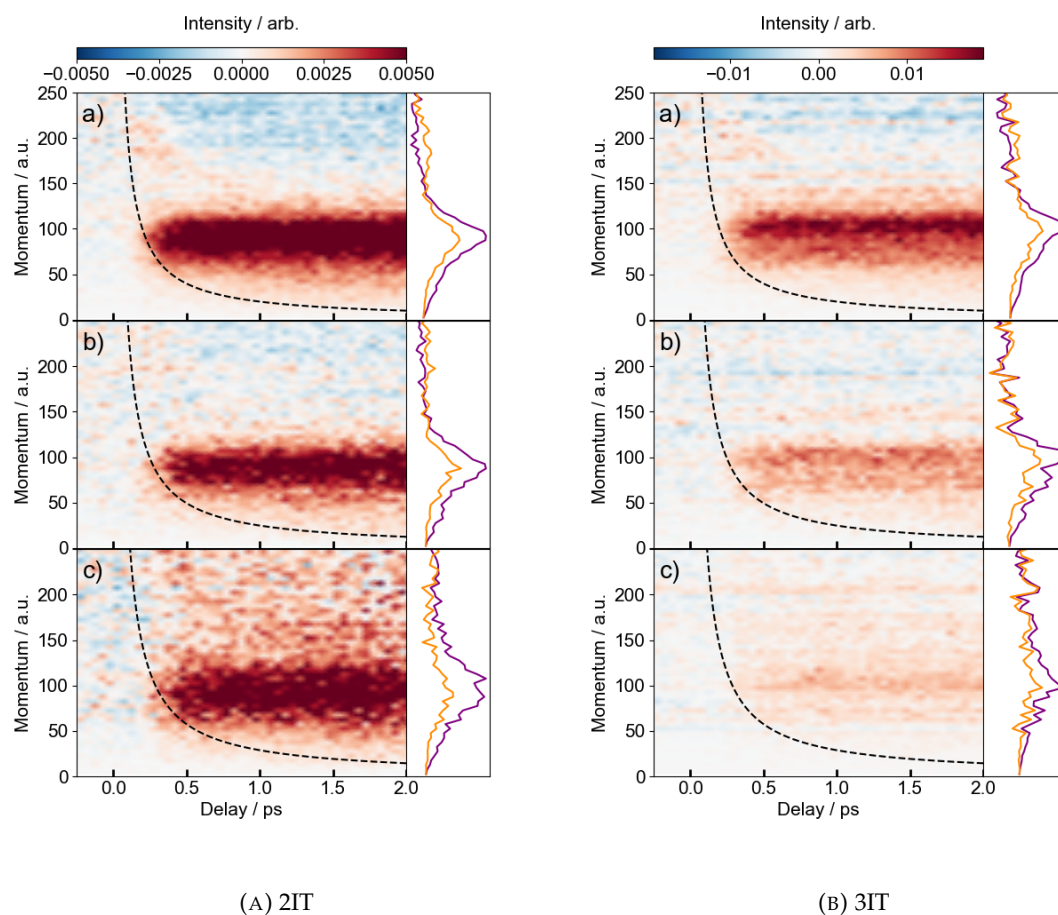 Intensity / arb.
−0.0050 −0.0025 0.0000 0.0025 0.0050
a)
250
200
150
100
50
0
Momentum / a.u.
b)
200
150
100
50
0
Momentum / a.u.
c)
200
150
100
50
0
Momentum / a.u.
0.0 0.5 1.0 1.5 2.0
Delay / ps
(A) 2IT
Intensity / arb.
−0.01 0.00 0.01
a)
250
200
150
100
50
0
Momentum / a.u.
b)
200
150
100
50
0
Momentum / a.u.
c)
200
150
100
50
0
Momentum / a.u.
0.0 0.5 1.0 1.5 2.0
Delay / ps
(B) 3IT